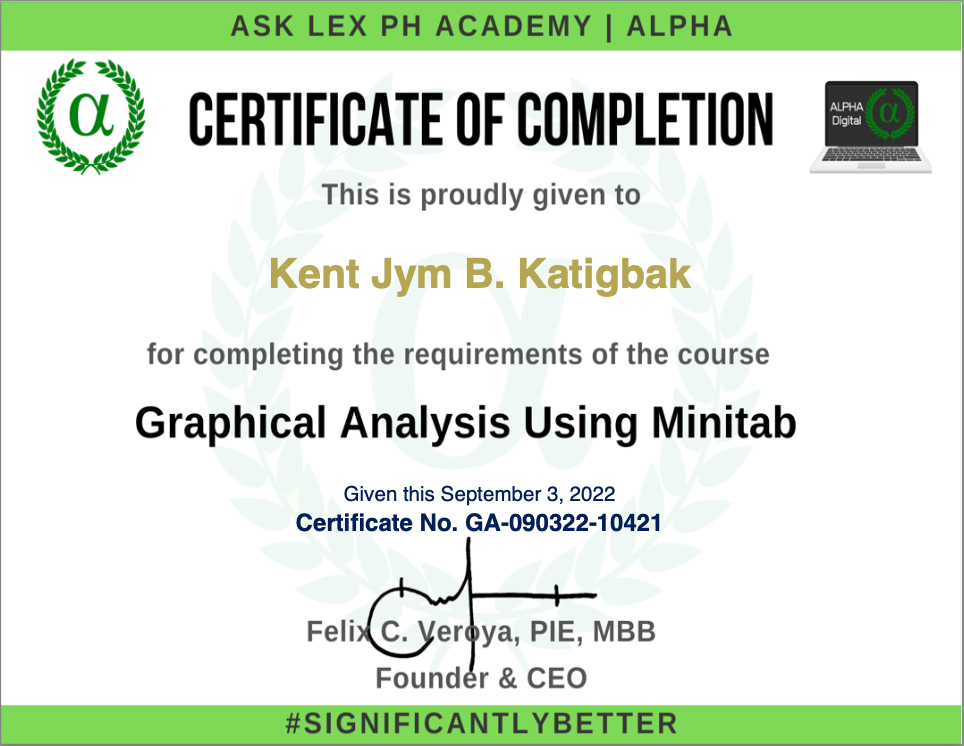 ASK LEX PH ACADEMY | ALPHA
α
CERTIFICATE OF COMPLETION
ALPHA
Digital
α
This is proudly given to
Kent Jym B. Katigbak
for completing the requirements of the course
Graphical Analysis Using Minitab
Given this September 3, 2022
Certificate No. GA-090322-10421
Felix C. Veroya, PIE, MBB
Founder & CEO
#SIGNIFICANTLYBETTER